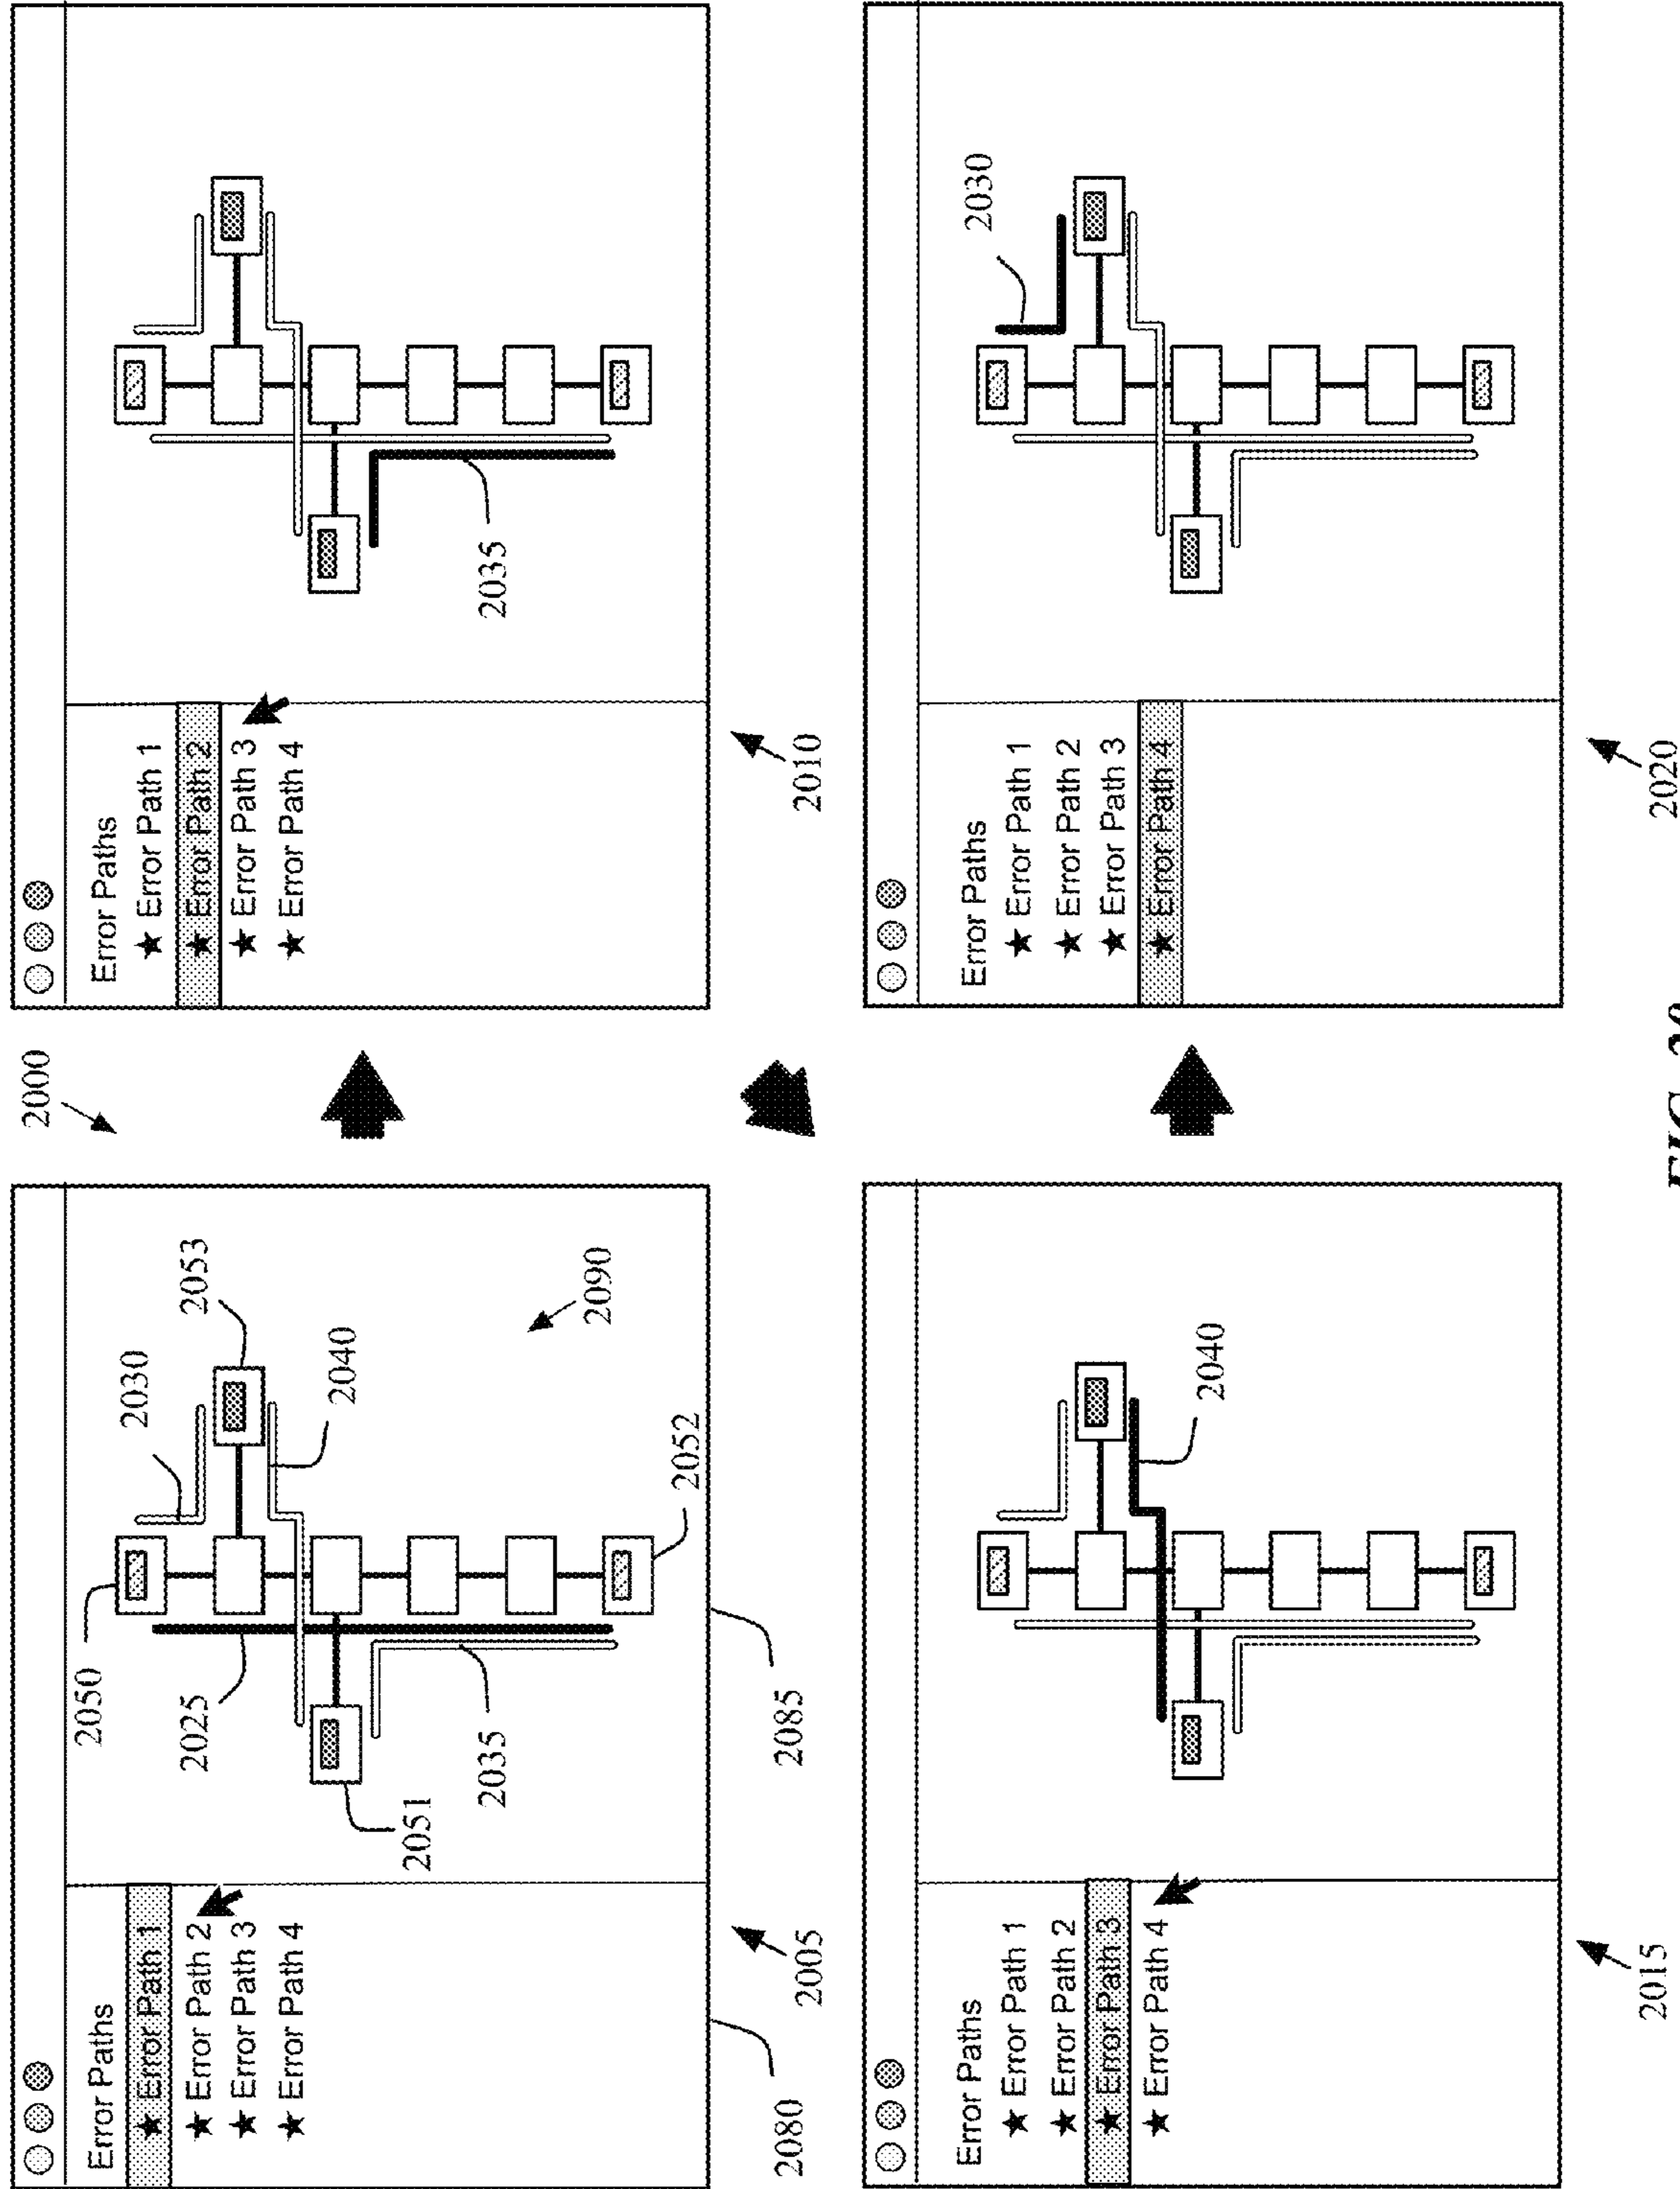 2000
Error Paths
★ Error Path 1
★ Error Path 2
★ Error Path 3
★ Error Path 4
2050
2025
2051
2035
2030
2053
2040
2090
2052
2080
2005
2085
Error Paths
★ Error Path 1
★ Error Path 2
★ Error Path 3
★ Error Path 4
2035
2010
Error Paths
★ Error Path 1
★ Error Path 2
★ Error Path 3
★ Error Path 4
2040
2015
Error Paths
★ Error Path 1
★ Error Path 2
★ Error Path 3
★ Error Path 4
2030
2020